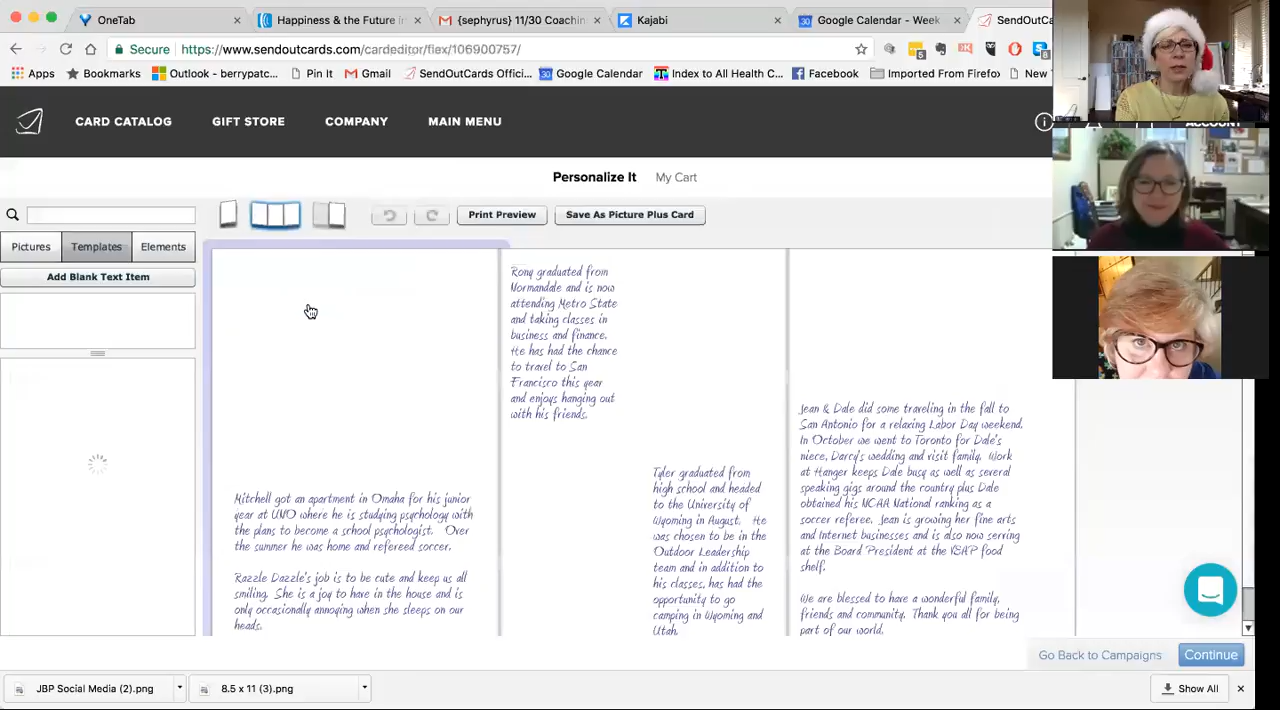 OneTab
Happiness & the Future i
{sephyrus} 11/30 Coachin
Kajabi
Google Calendar - Week
SendOutCa
Secure
https://www.sendoutcards.com/cardeditor/flex/106900757/
5
8
Apps
Bookmarks
Outlook - berrypatc...
Pin It
Gmail
SendOutCards Offici...
30 Google Calendar
Index to All Health C...
Facebook
Imported From Firefox
New
CARD CATALOG
GIFT STORE
COMPANY
MAIN MENU
ACCOUNT
Personalize It
My Cart
Print Preview
Save As Picture Plus Card
Pictures
Templates
Elements
Add Blank Text Item
Mitchell got an apartment in Omaha for his junior
year at UNO where he is studying psychology with
the plans to become a school psychologist. Over
the summer he was home and refereed soccer.
Razzle Dazzle's job is to be cute and keep us all
smiling. She is a joy to have in the house and is
only occasionally annoying when she sleeps on our
heads.
Rony graduated from
Normandale and is now
attending Metro State
and taking classes in
business and finance.
He has had the chance
to travel to San
Francisco this year
and enjoys hanging out
with his friends.
Tyler graduated from
high school and headed
to the University of
Wyoming in August. He
was chosen to be in the
Outdoor Leadership
team and in addition to
his classes, has had the
opportunity to go
camping in Wyoming and
Utah.
Jean & Dale did some traveling in the fall to
San Antonio for a relaxing Labor Day weekend.
In October we went to Toronto for Dale's
niece, Darcy's wedding and visit family. Work
at Hanger keeps Dale busy as well as several
speaking gigs around the country plus Dale
obtained his NCAA National ranking as a
soccer referee. Jean is growing her fine arts
and Internet businesses and is also now serving
at the Board President at the food
shelf.
We are blessed to have a wonderful family,
friends and community. Thank you all for being
part of our world.
Go Back to Campaigns
Continue
JBP Social Media (2).png
8.5 x 11 (3).png
Show All